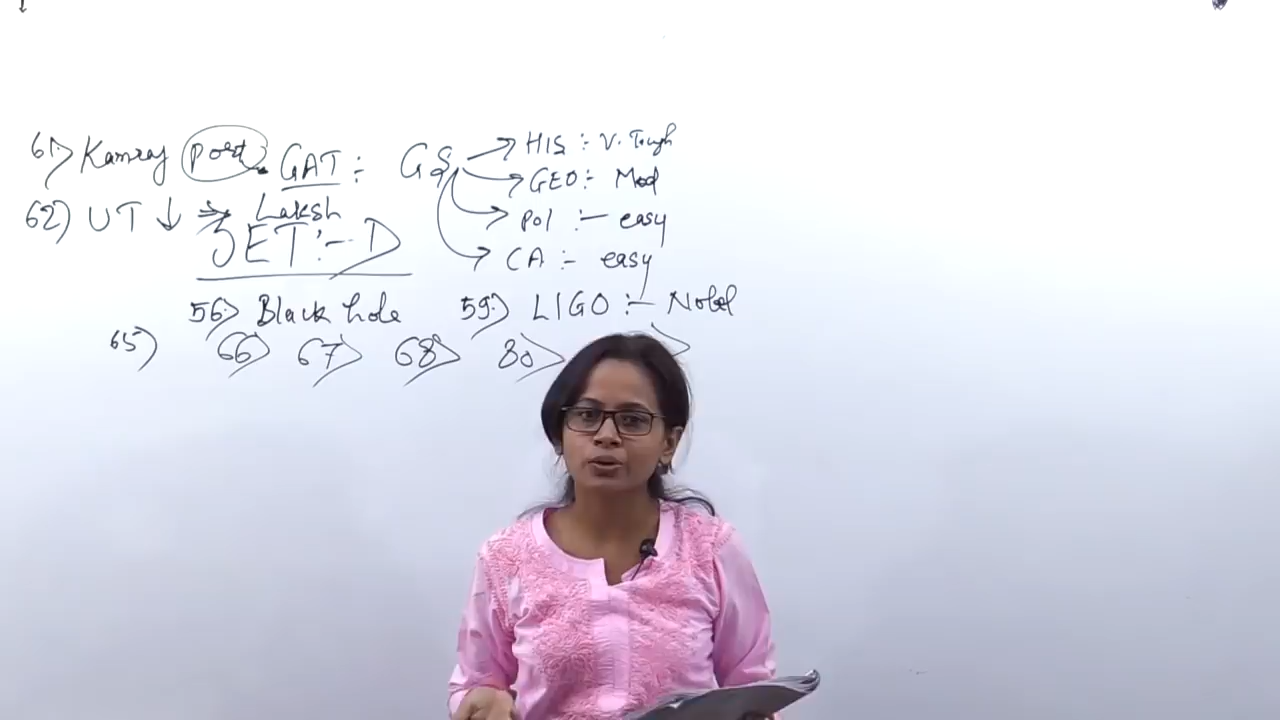 61) Kamraj port. GAT : GS → HIS : V. Tough
→ GEO :- Mod
62) UT ↓ → Laksh → Pol :- easy
SET :- D → CA :- easy
56) Black hole 59) LIGO :- Nobel
65) 66) 67) 68) 80)